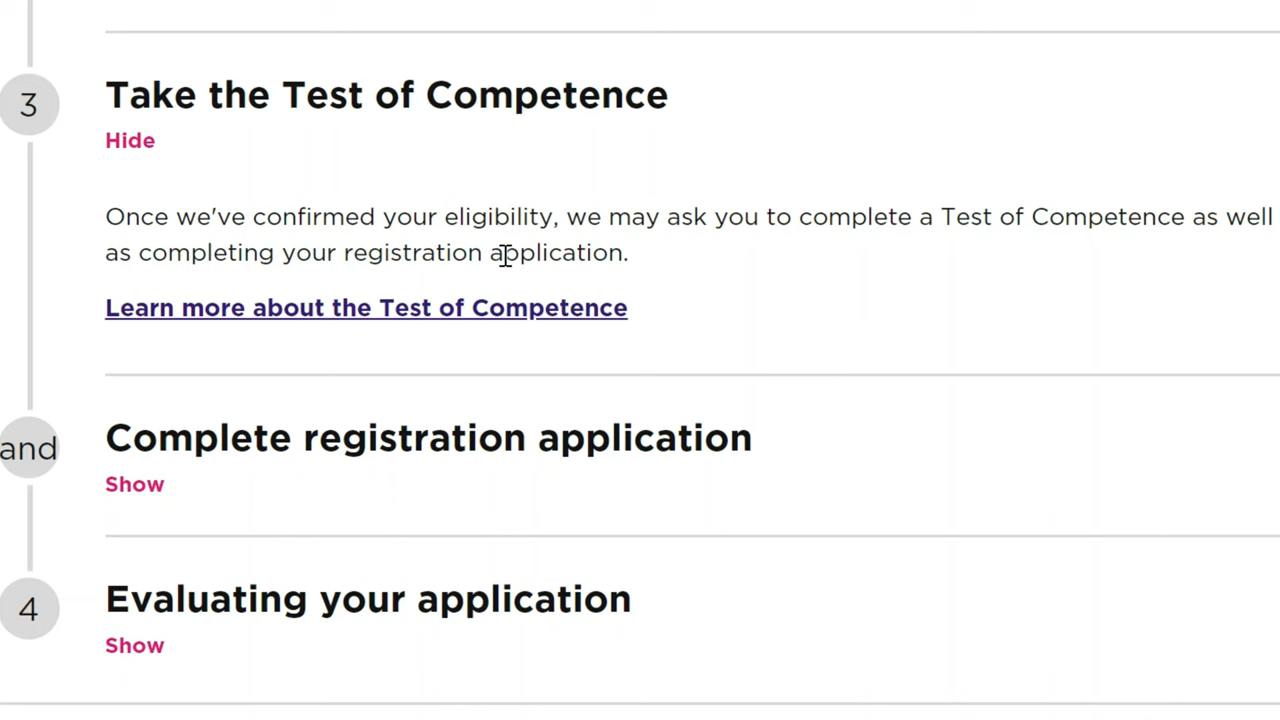 3
Take the Test of Competence
Hide
Once we've confirmed your eligibility, we may ask you to complete a Test of Competence as well
as completing your registration application.
Learn more about the Test of Competence
and
Complete registration application
Show
4
Evaluating your application
Show